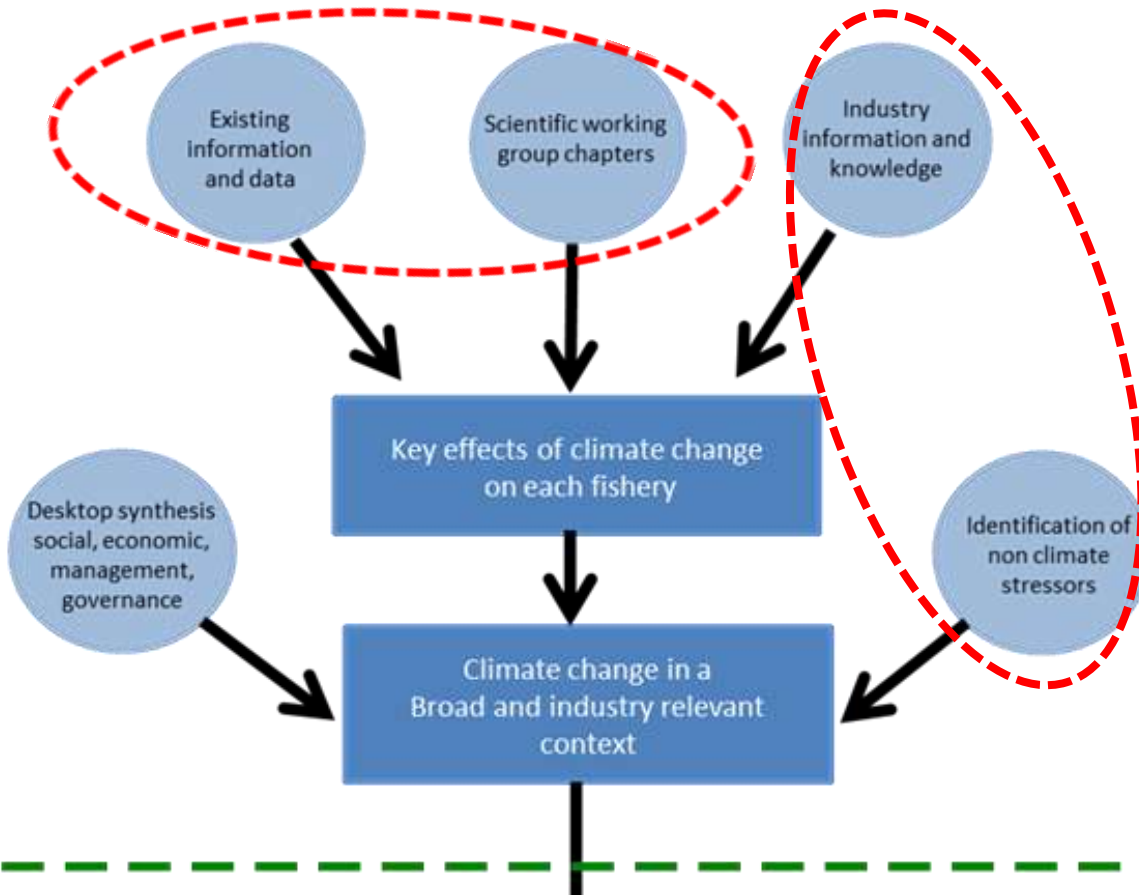 Existing
information
and data
Scientific working
group chapters
Industry
information and
knowledge
Key effects of climate change
on each fishery
Desktop synthesis
social, economic,
management,
governance
Identification of
non climate
stressors
Climate change in a
Broad and industry relevant
context